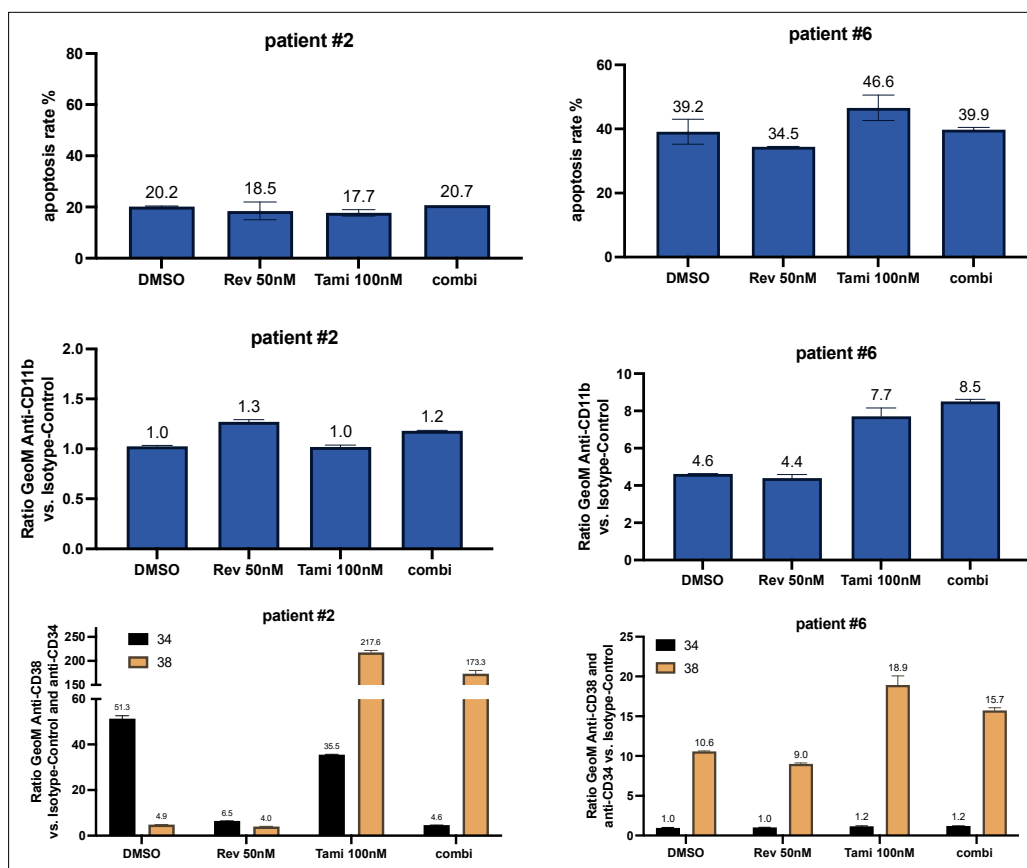 patient #2
apoptosis rate %
80
60
40
20
0
20.2
18.5
17.7
20.7
DMSO
Rev 50nM
Tami 100nM
combi
patient #6
apoptosis rate %
60
40
20
0
39.2
34.5
46.6
39.9
DMSO
Rev 50nM
Tami 100nM
combi
patient #2
Ratio GeoM Anti-CD11b
vs. Isotype-Control
2.0
1.5
1.0
0.5
0.0
1.0
1.3
1.0
1.2
DMSO
Rev 50nM
Tami 100nM
combi
patient #6
Ratio GeoM Anti-CD11b
vs. Isotype-Control
10
8
6
4
2
0
4.6
4.4
7.7
8.5
DMSO
Rev 50nM
Tami 100nM
combi
patient #2
Ratio GeoM Anti-CD38
vs. Isotype-Control and anti-CD34
250
200
150
60
40
20
0
34
38
51.3
4.9
6.5
4.0
35.5
217.6
4.6
173.3
DMSO
Rev 50nM
Tami 100nM
combi
patient #6
Ratio GeoM Anti-CD38 and
anti-CD34 vs. Isotype-Control
25
20
15
10
5
0
34
38
1.0
10.6
1.0
9.0
1.2
18.9
1.2
15.7
DMSO
Rev 50nM
Tami 100nM
combi